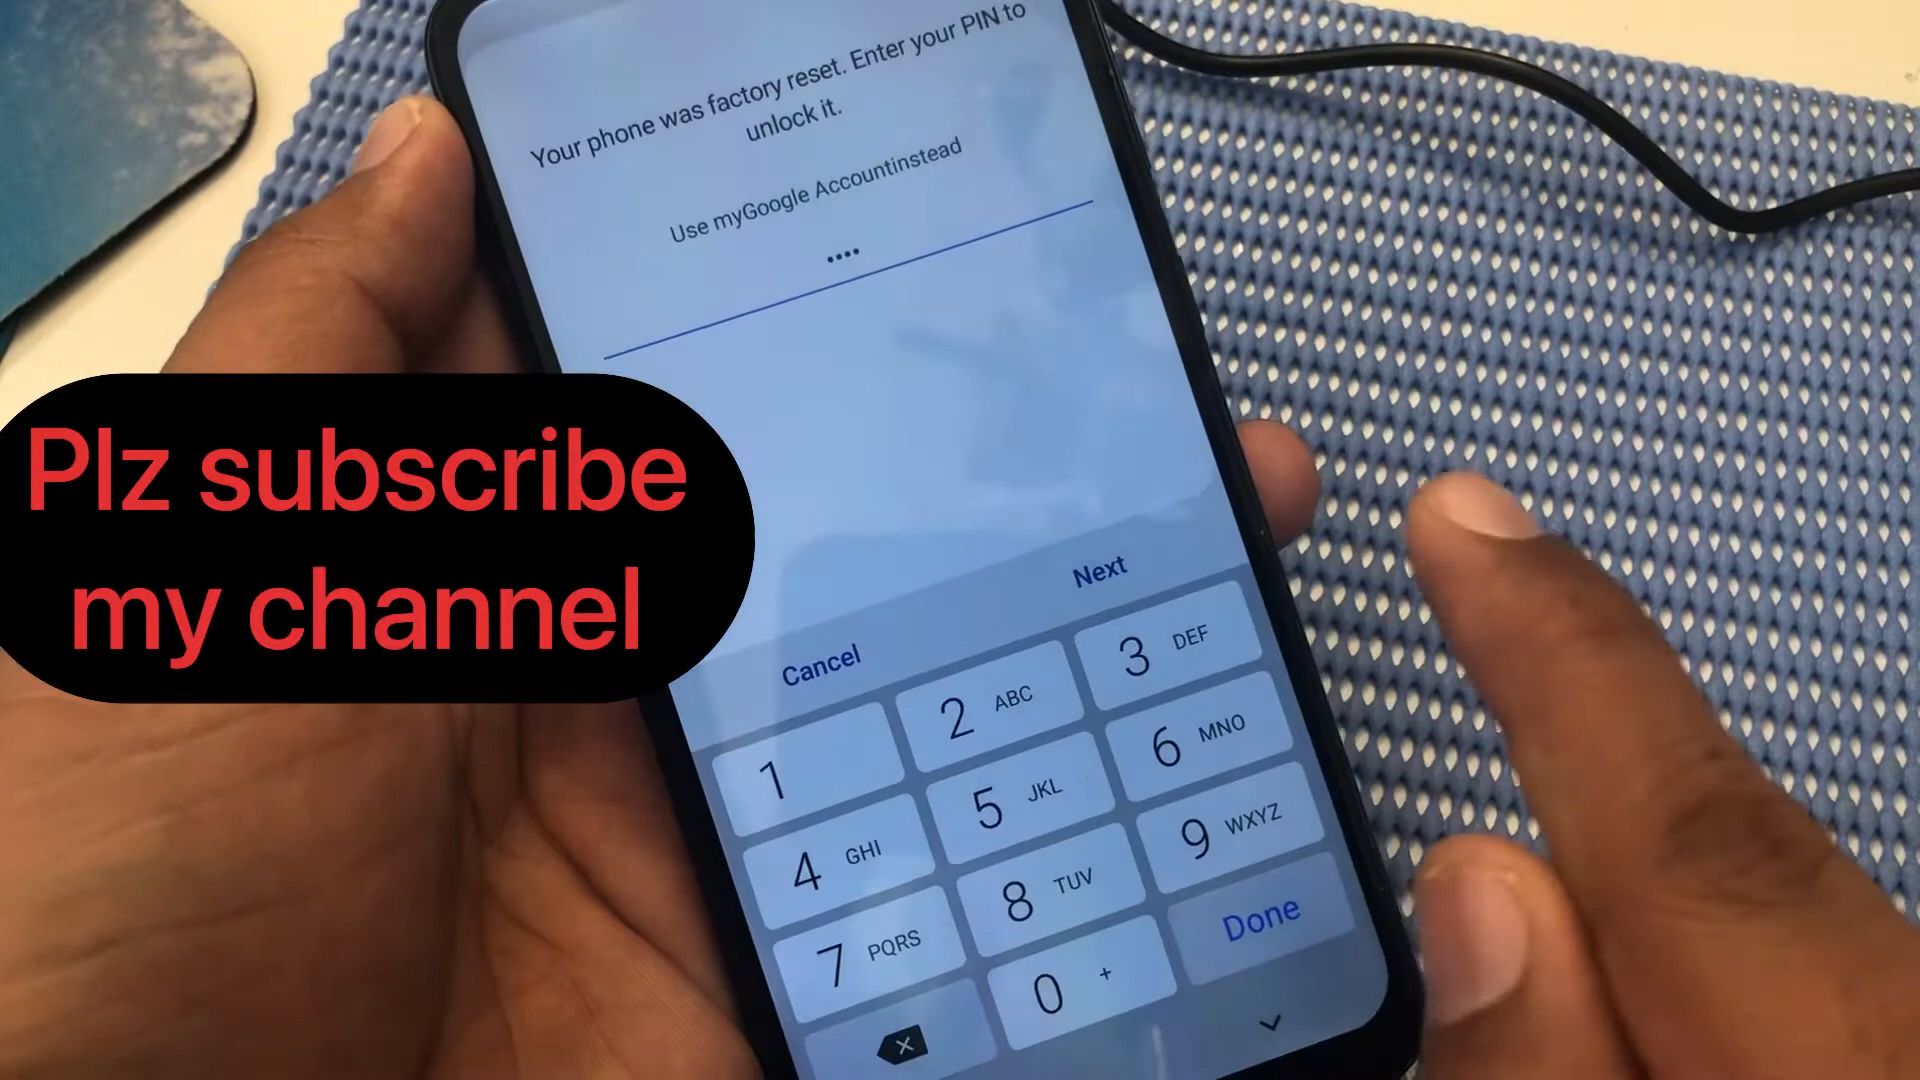 Your phone was factory reset. Enter your PIN to
unlock it.
Use myGoogle Accountinstead
••••
Plz subscribe
my channel
Cancel
Next
1
2 ABC
3 DEF
4 GHI
5 JKL
6 MNO
7 PQRS
8 TUV
9 WXYZ
0 +
Done